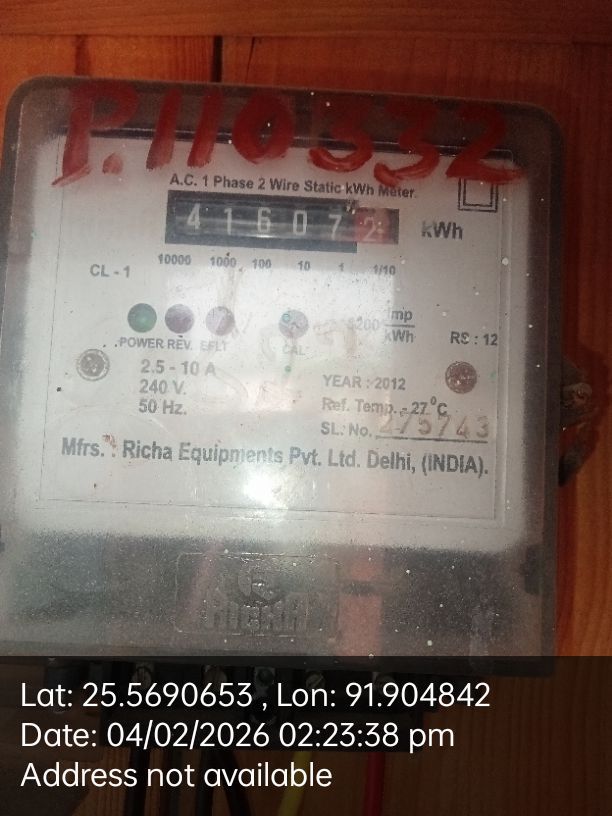 P.110332
A.C. 1 Phase 2 Wire Static kWh Meter.
4 1 6 0 7 2 kWh
10000 1000 100 10 1 1/10
CL - 1
3200 Imp/kWh
POWER REV. EFLT CAL
RS : 12
2.5 - 10 A
240 V.
50 Hz.
YEAR : 2012
Ref. Temp. - 27°C
SL. No. 275743
Mfrs. : Richa Equipments Pvt. Ltd. Delhi, (INDIA).
RICHA
Lat: 25.5690653 , Lon: 91.904842
Date: 04/02/2026 02:23:38 pm
Address not available